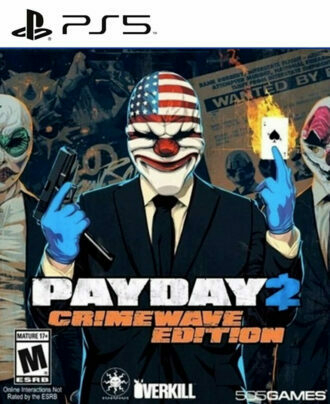 PS5
WANTED BY
A
PAYDAY 2
CRIMEWAVE
EDITION
MATURE 17+
M
ESRB
Online Interactions Not
Rated by the ESRB
OVERKILL
505GAMES